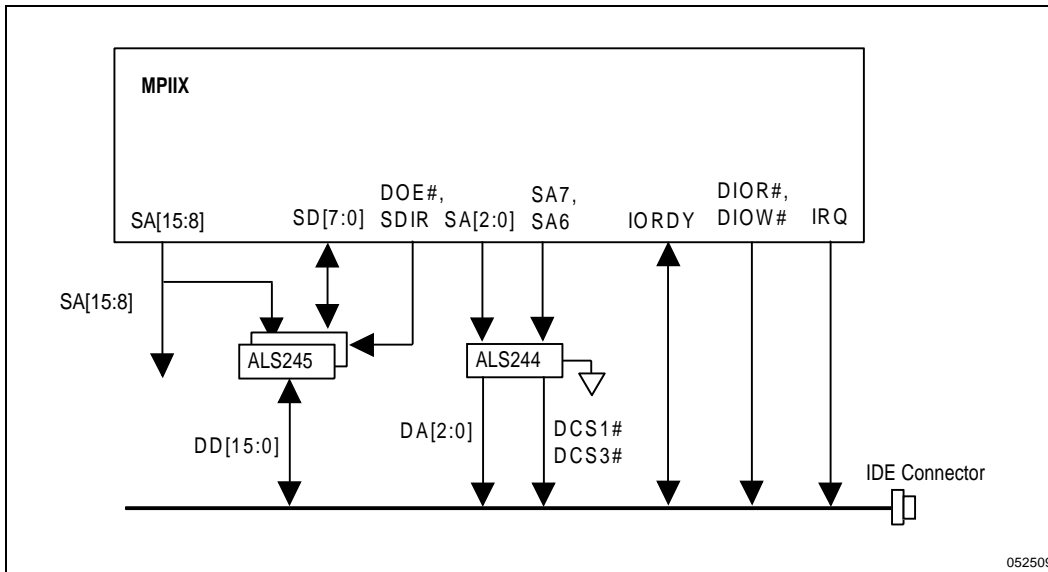 MPIIX
DOE#,
SDIR
SA7,
SA6
DIOR#,
DIOW#
SA[15:8]
SD[7:0]
SA[2:0]
IORDY
IRQ
SA[15:8]
ALS245
ALS244
DD[15:0]
DA[2:0]
DCS1#
DCS3#
IDE Connector
052509